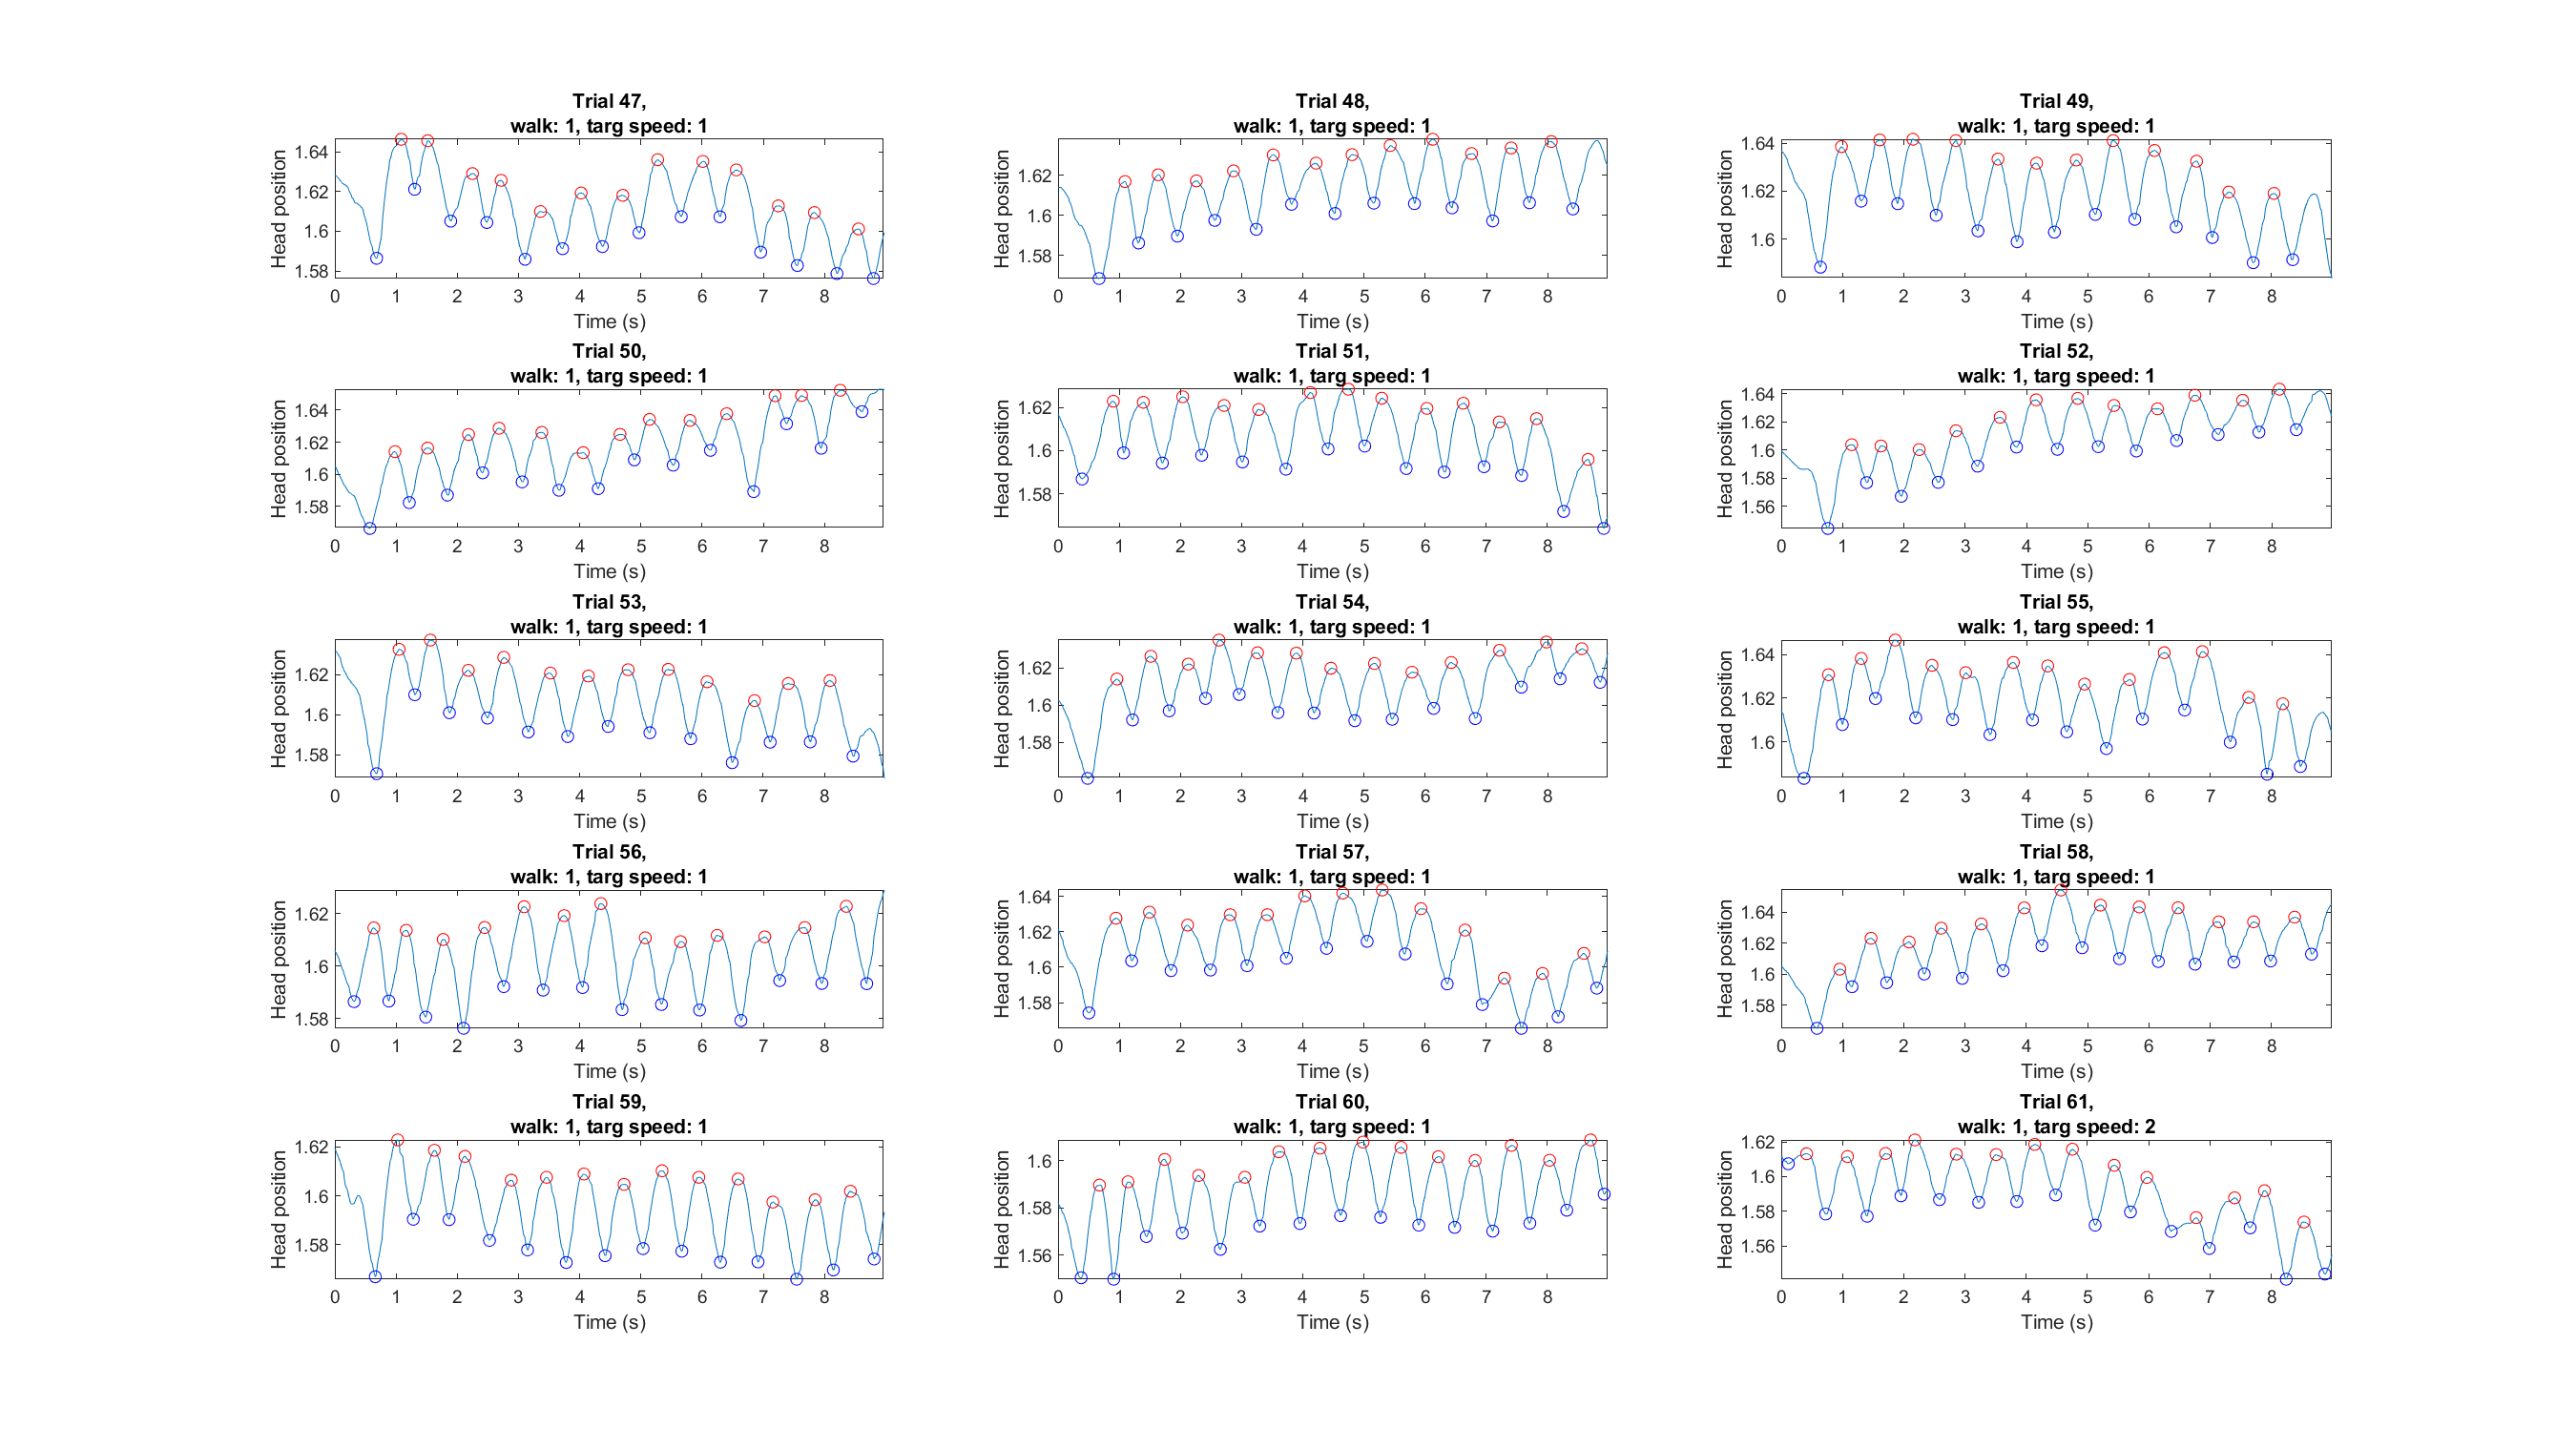 Trial 47,
walk: 1, targ speed: 1
Head position
1.64
1.62
1.6
1.58
0 1 2 3 4 5 6 7 8
Time (s)
Trial 48,
walk: 1, targ speed: 1
Head position
1.62
1.6
1.58
0 1 2 3 4 5 6 7 8
Time (s)
Trial 49,
walk: 1, targ speed: 1
Head position
1.64
1.62
1.6
0 1 2 3 4 5 6 7 8
Time (s)
Trial 50,
walk: 1, targ speed: 1
Head position
1.64
1.62
1.6
1.58
0 1 2 3 4 5 6 7 8
Time (s)
Trial 51,
walk: 1, targ speed: 1
Head position
1.62
1.6
1.58
0 1 2 3 4 5 6 7 8
Time (s)
Trial 52,
walk: 1, targ speed: 1
Head position
1.64
1.62
1.6
1.58
1.56
0 1 2 3 4 5 6 7 8
Time (s)
Trial 53,
walk: 1, targ speed: 1
Head position
1.62
1.6
1.58
0 1 2 3 4 5 6 7 8
Time (s)
Trial 54,
walk: 1, targ speed: 1
Head position
1.62
1.6
1.58
0 1 2 3 4 5 6 7 8
Time (s)
Trial 55,
walk: 1, targ speed: 1
Head position
1.64
1.62
1.6
0 1 2 3 4 5 6 7 8
Time (s)
Trial 56,
walk: 1, targ speed: 1
Head position
1.62
1.6
1.58
0 1 2 3 4 5 6 7 8
Time (s)
Trial 57,
walk: 1, targ speed: 1
Head position
1.64
1.62
1.6
1.58
0 1 2 3 4 5 6 7 8
Time (s)
Trial 58,
walk: 1, targ speed: 1
Head position
1.64
1.62
1.6
1.58
0 1 2 3 4 5 6 7 8
Time (s)
Trial 59,
walk: 1, targ speed: 1
Head position
1.62
1.6
1.58
0 1 2 3 4 5 6 7 8
Time (s)
Trial 60,
walk: 1, targ speed: 1
Head position
1.6
1.58
1.56
0 1 2 3 4 5 6 7 8
Time (s)
Trial 61,
walk: 1, targ speed: 2
Head position
1.62
1.6
1.58
1.56
0 1 2 3 4 5 6 7 8
Time (s)